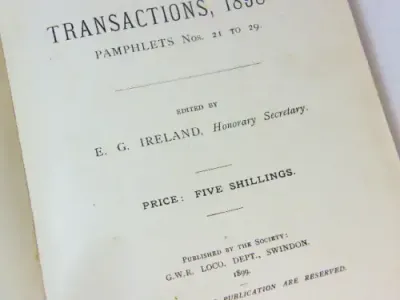 TRANSACTIONS,
PAMPHLETS Nos. 21 TO 29.
EDITED BY
E. G. IRELAND, Honorary Secretary.
PRICE: FIVE SHILLINGS.
PUBLISHED BY THE SOCIETY:
G.W.R. LOCO. DEPT., SWINDON.
1899.
PUBLICATION ARE RESERVED.